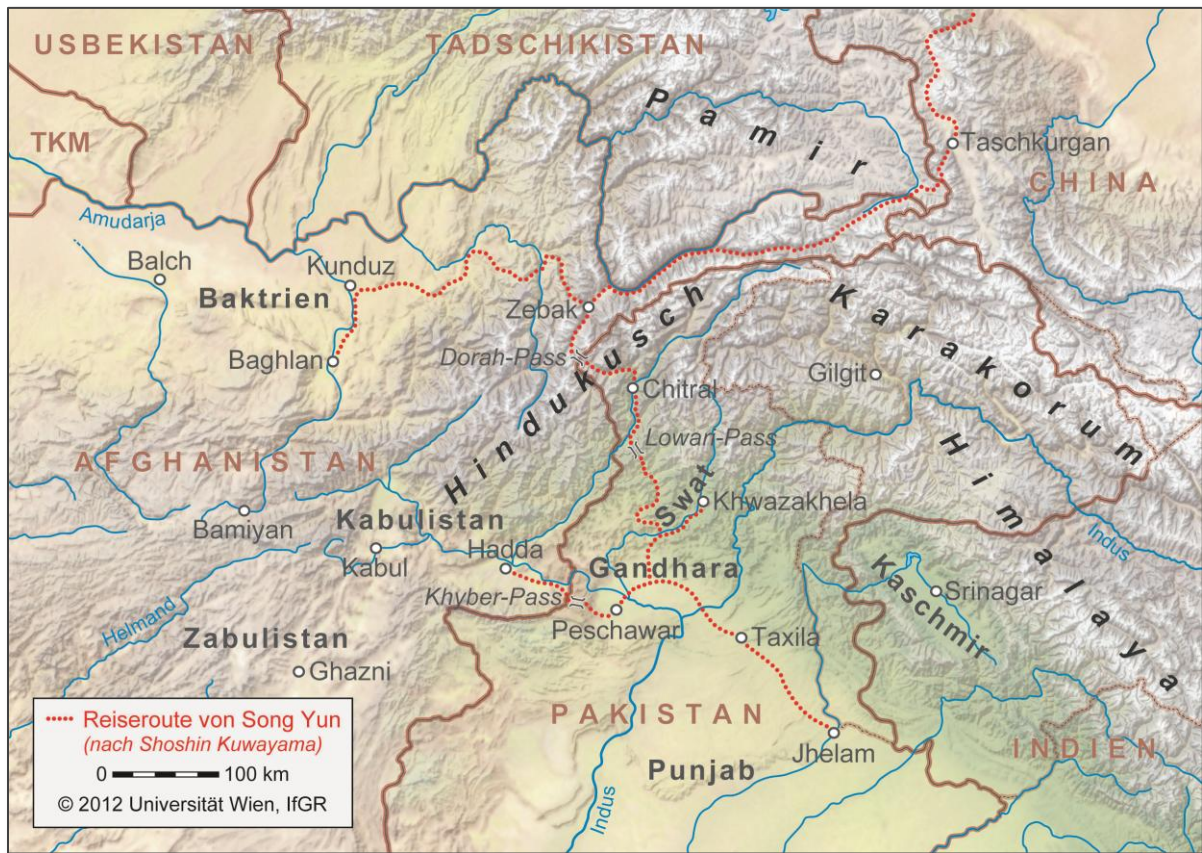 USBEKISTAN
TADSCHIKISTAN
TKM
Pamir
Taschkurgan
CHINA
Amudarja
Balch
Kunduz
Baktrien
Zebak
Karakorum
Baghlan
Dorah-Pass
Hindukusch
Chitral
Gilgit
Lowari-Pass
Himalaya
AFGHANISTAN
Swat
Khwazakhela
Bamiyan
Kabulistan
Indus
Kabul
Hadda
Gandhara
Kaschmir
Srinagar
Khyber-Pass
Helmand
Peschawar
Taxila
Zabulistan
Ghazni
PAKISTAN
Jhelam
INDIEN
Punjab
Indus
Reiseroute von Song Yun
(nach Shoshin Kuwayama)
0 100 km
© 2012 Universität Wien, IfGR